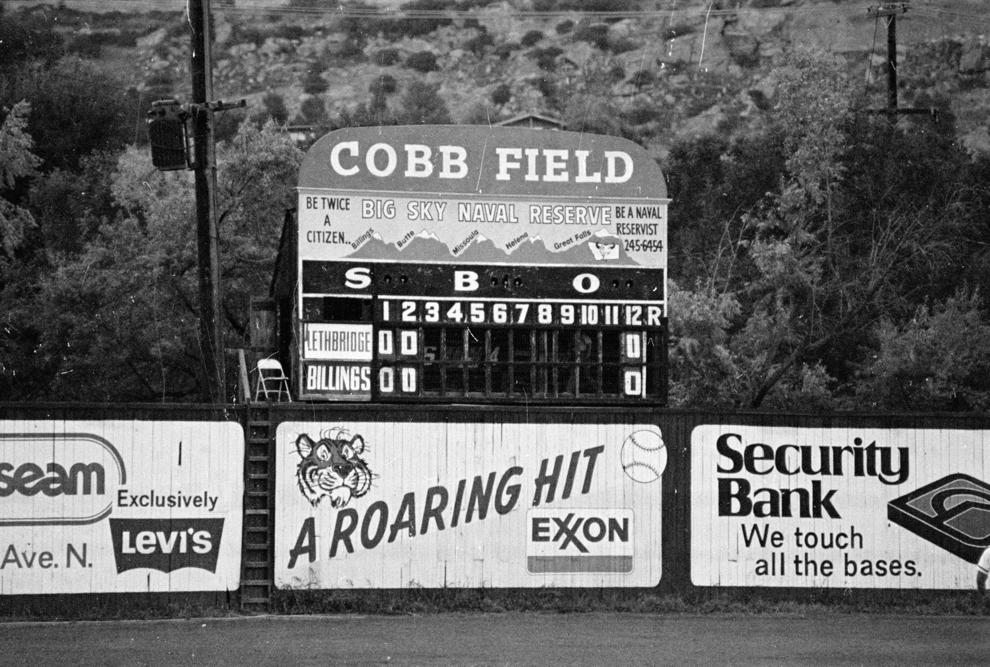 COBB FIELD
BE TWICE
A
CITIZEN..
BIG SKY NAVAL RESERVE
BE A NAVAL
RESERVIST
245-6454
Billings
Butte
Missoula
Helena
Great Falls
S B O
1 2 3 4 5 6 7 8 9 10 11 12 R
LETHBRIDGE 0 0 0
BILLINGS 0 0 0
seam
Exclusively
LEVI'S
Ave. N.
A ROARING HIT
EXXON
Security
Bank
We touch
all the bases.